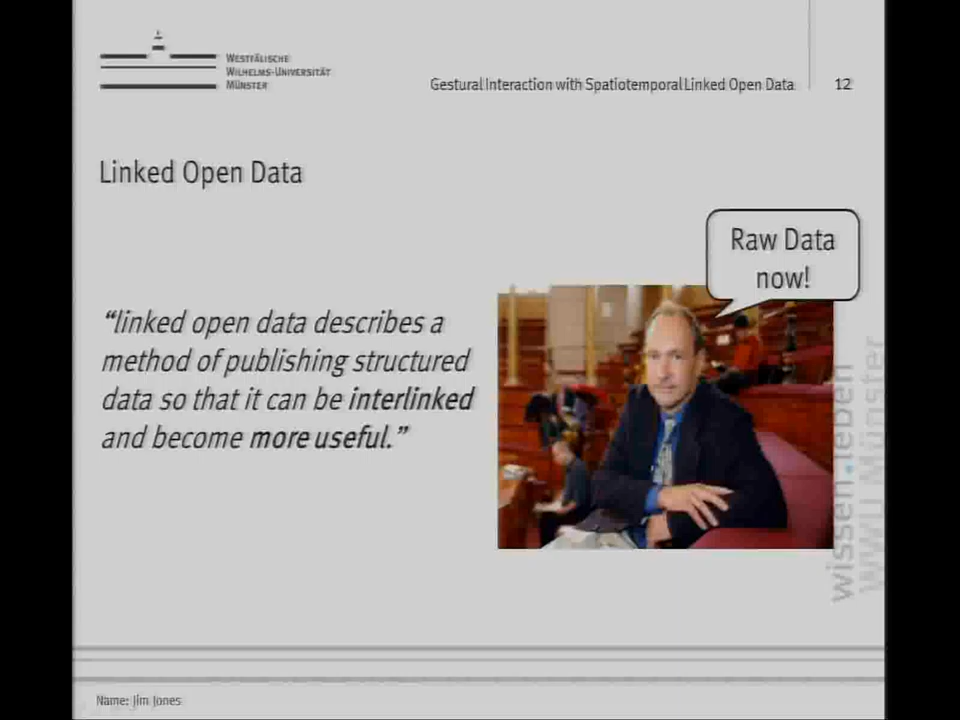 WESTFÄLISCHE
WILHELMS-UNIVERSITÄT
MÜNSTER
Gestural Interaction with Spatiotemporal Linked Open Data
12
Linked Open Data
Raw Data
now!
“linked open data describes a
method of publishing structured
data so that it can be interlinked
and become more useful.”
wissen.leben
WWU Münster
Name: Jim Jones